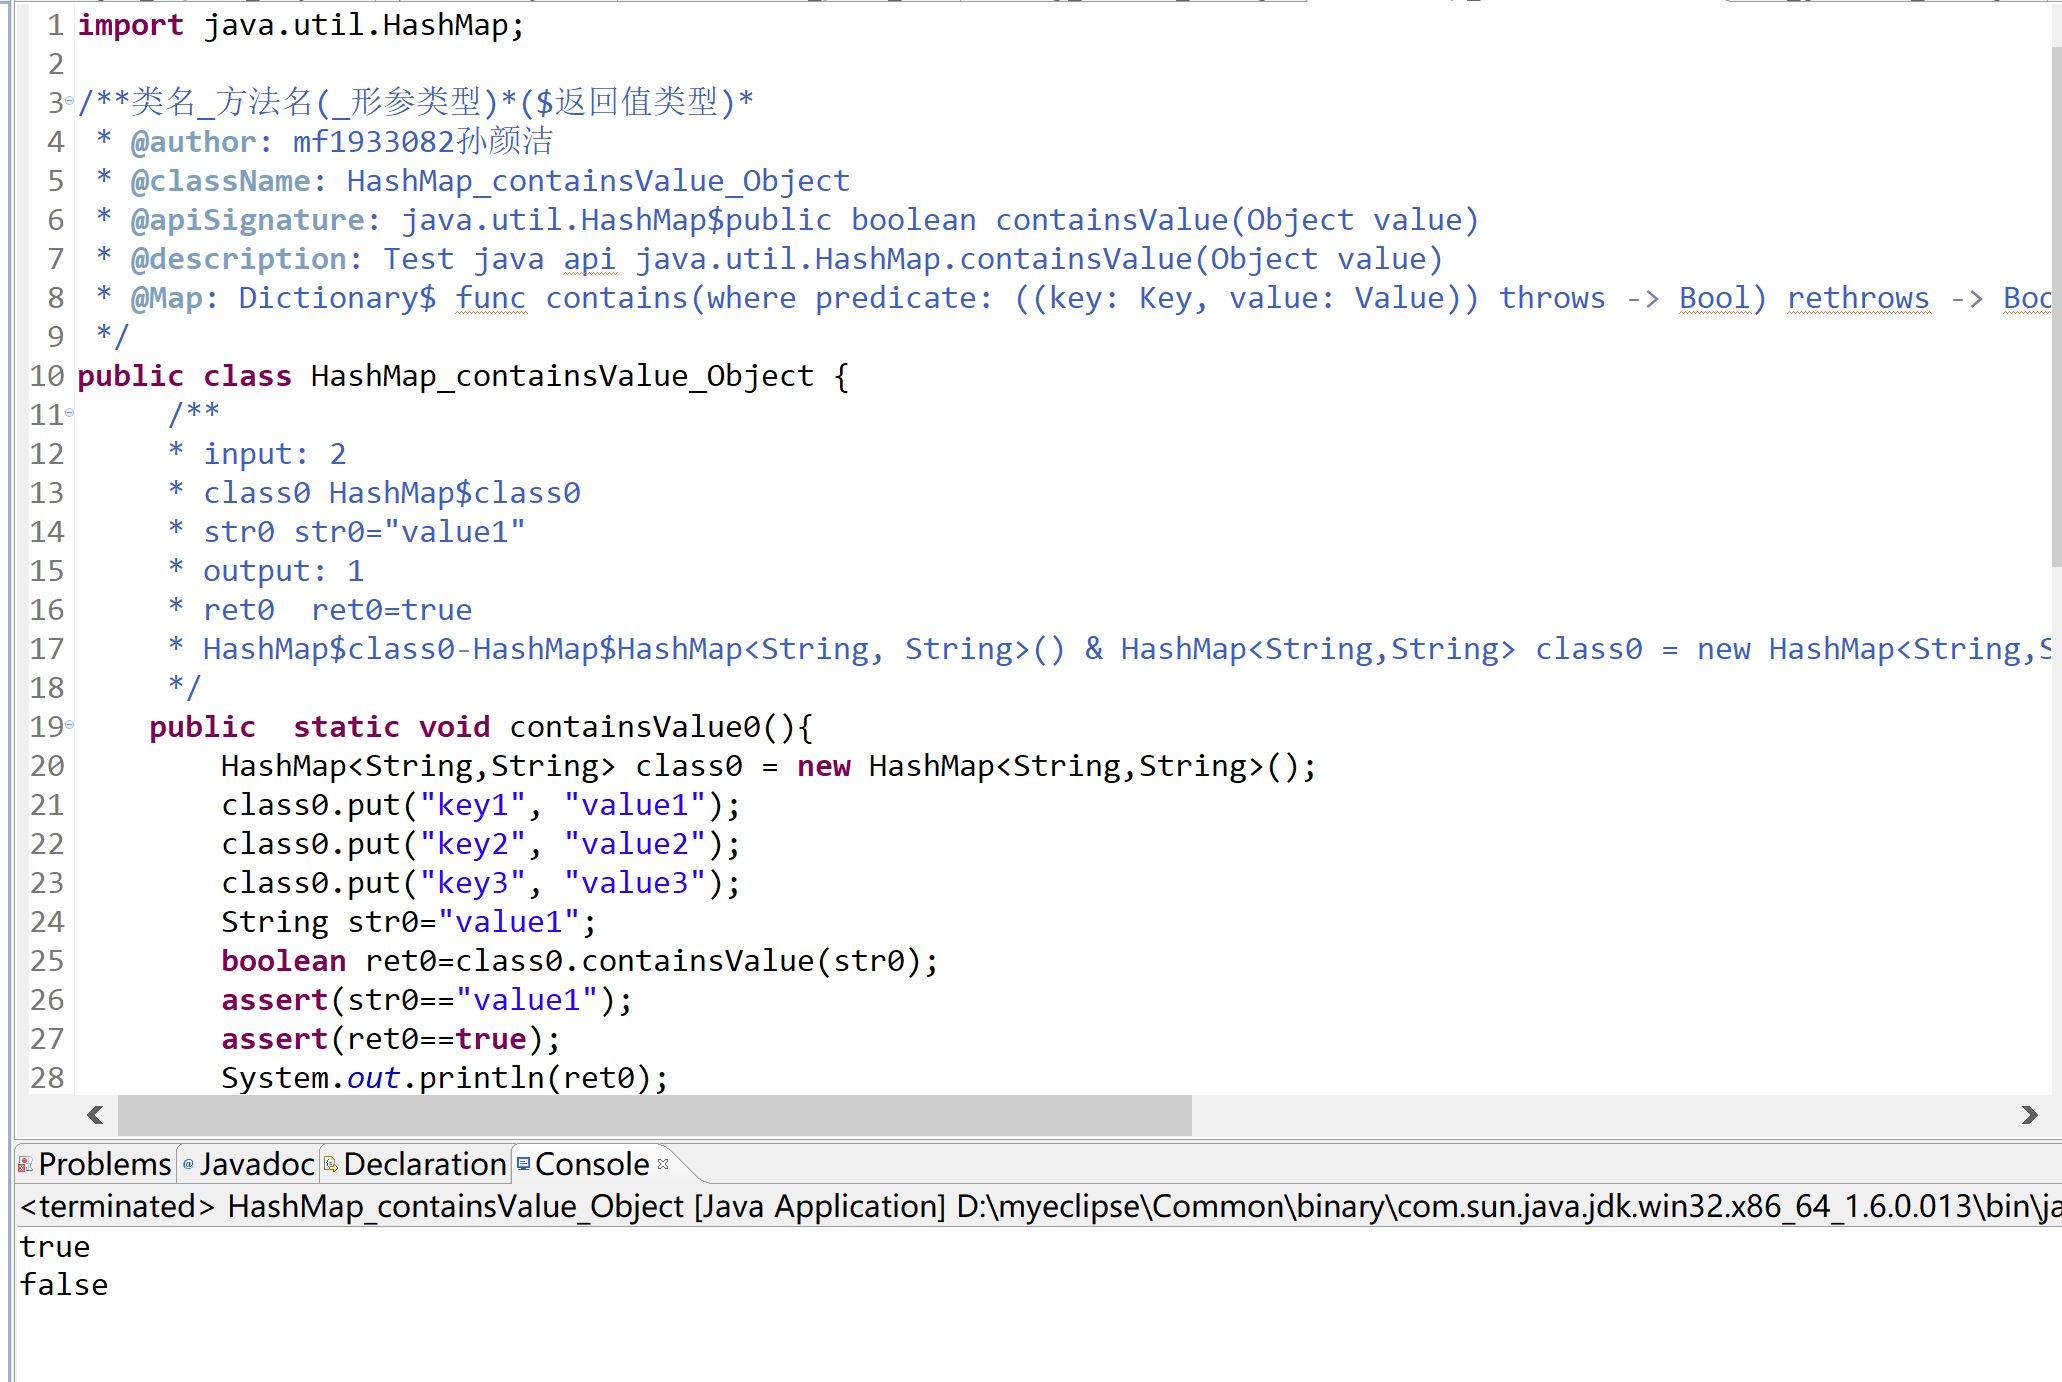 1 import java.util.HashMap;
2
3 /**类名_方法名(_形参类型)*($返回值类型)*
4  * @author: mf1933082孙颜洁
5  * @className: HashMap_containsValue_Object
6  * @apiSignature: java.util.HashMap$public boolean containsValue(Object value)
7  * @description: Test java api java.util.HashMap.containsValue(Object value)
8  * @Map: Dictionary$ func contains(where predicate: ((key: Key, value: Value)) throws -> Bool) rethrows -> Boo
9  */
10 public class HashMap_containsValue_Object {
11 /**
12 * input: 2
13 * class0 HashMap$class0
14 * str0 str0="value1"
15 * output: 1
16 * ret0  ret0=true
17 * HashMap$class0-HashMap$HashMap<String, String>() & HashMap<String,String> class0 = new HashMap<String,S
18 */
19 public  static void containsValue0(){
20 HashMap<String,String> class0 = new HashMap<String,String>();
21 class0.put("key1", "value1");
22 class0.put("key2", "value2");
23 class0.put("key3", "value3");
24 String str0="value1";
25 boolean ret0=class0.containsValue(str0);
26 assert(str0=="value1");
27 assert(ret0==true);
28 System.out.println(ret0);
Problems @ Javadoc Declaration Console
<terminated> HashMap_containsValue_Object [Java Application] D:\myeclipse\Common\binary\com.sun.java.jdk.win32.x86_64_1.6.0.013\bin\ja
true
false